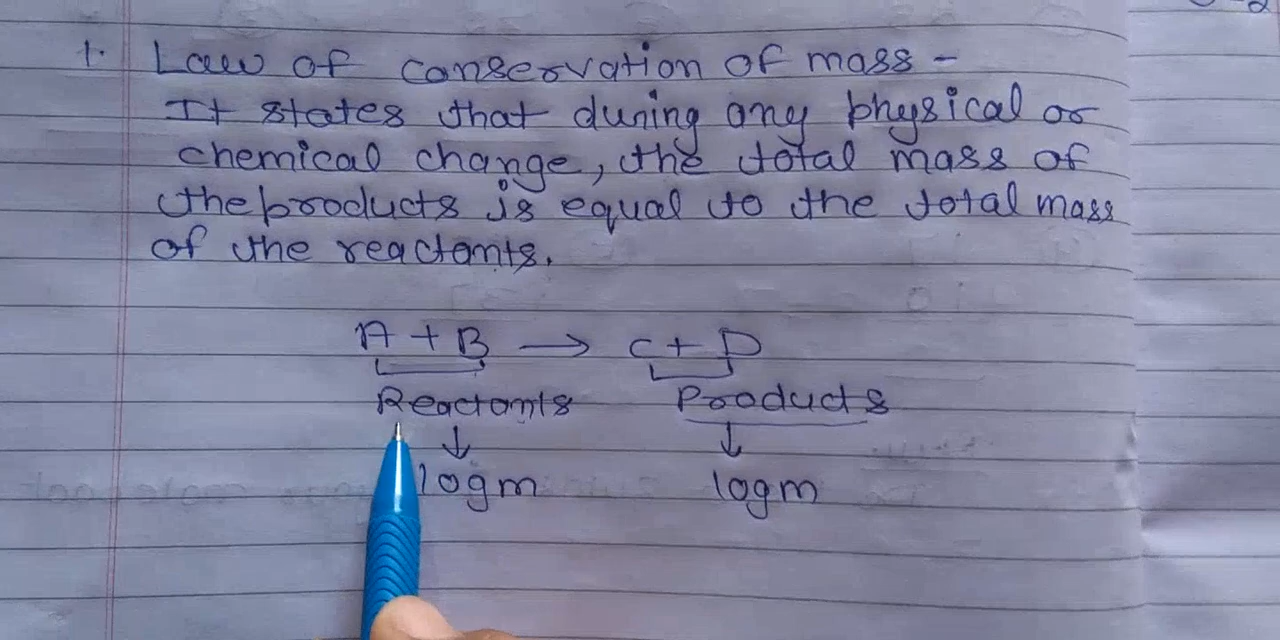 1. Law of conservation of mass -
It states that during any physical or
chemical change, the total mass of
the products is equal to the total mass
of the reactants.
A + B → C + D
Reactants Products
↓ ↓
10gm 10gm